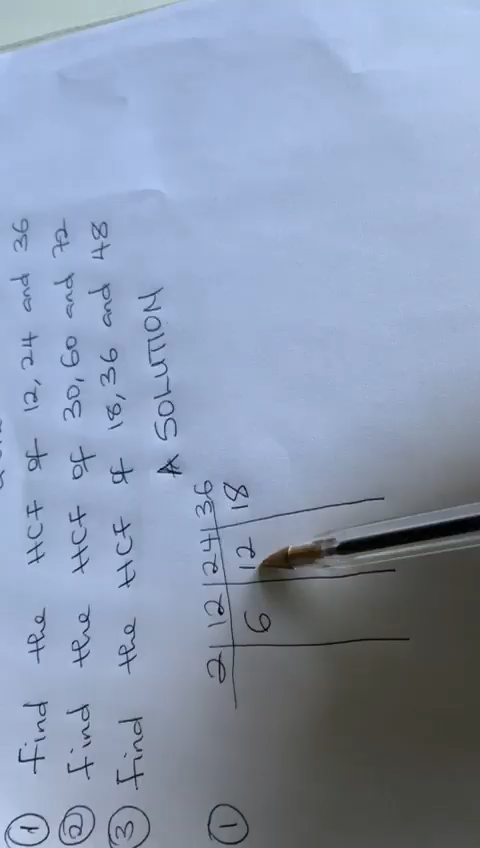 ① Find the HCF of 12, 24 and 36
② Find the HCF of 30, 60 and 72
③ Find the HCF of 18, 36 and 48
SOLUTION
① 2 | 12 | 24 | 36
6 | 12 | 18